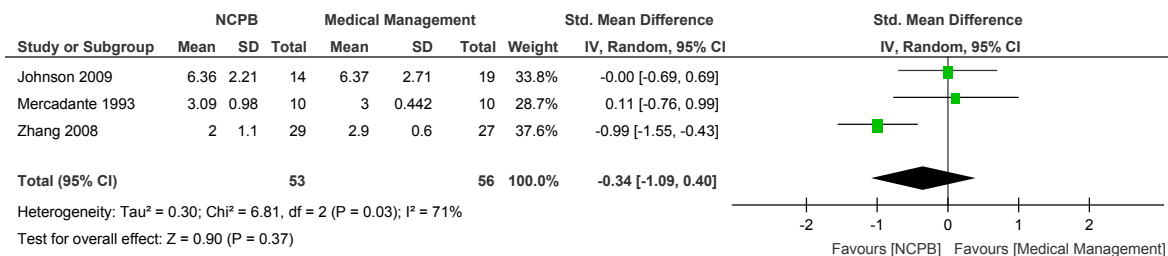 NCPB Medical Management Std. Mean Difference Std. Mean Difference
Study or Subgroup Mean SD Total Mean SD Total Weight IV, Random, 95% CI IV, Random, 95% CI
Johnson 2009 6.36 2.21 14 6.37 2.71 19 33.8% -0.00 [-0.69, 0.69]
Mercadante 1993 3.09 0.98 10 3 0.442 10 28.7% 0.11 [-0.76, 0.99]
Zhang 2008 2 1.1 29 2.9 0.6 27 37.6% -0.99 [-1.55, -0.43]
Total (95% CI) 53 56 100.0% -0.34 [-1.09, 0.40]
Heterogeneity: Tau² = 0.30; Chi² = 6.81, df = 2 (P = 0.03); I² = 71%
Test for overall effect: Z = 0.90 (P = 0.37)
-2 -1 0 1 2
Favours [NCPB] Favours [Medical Management]